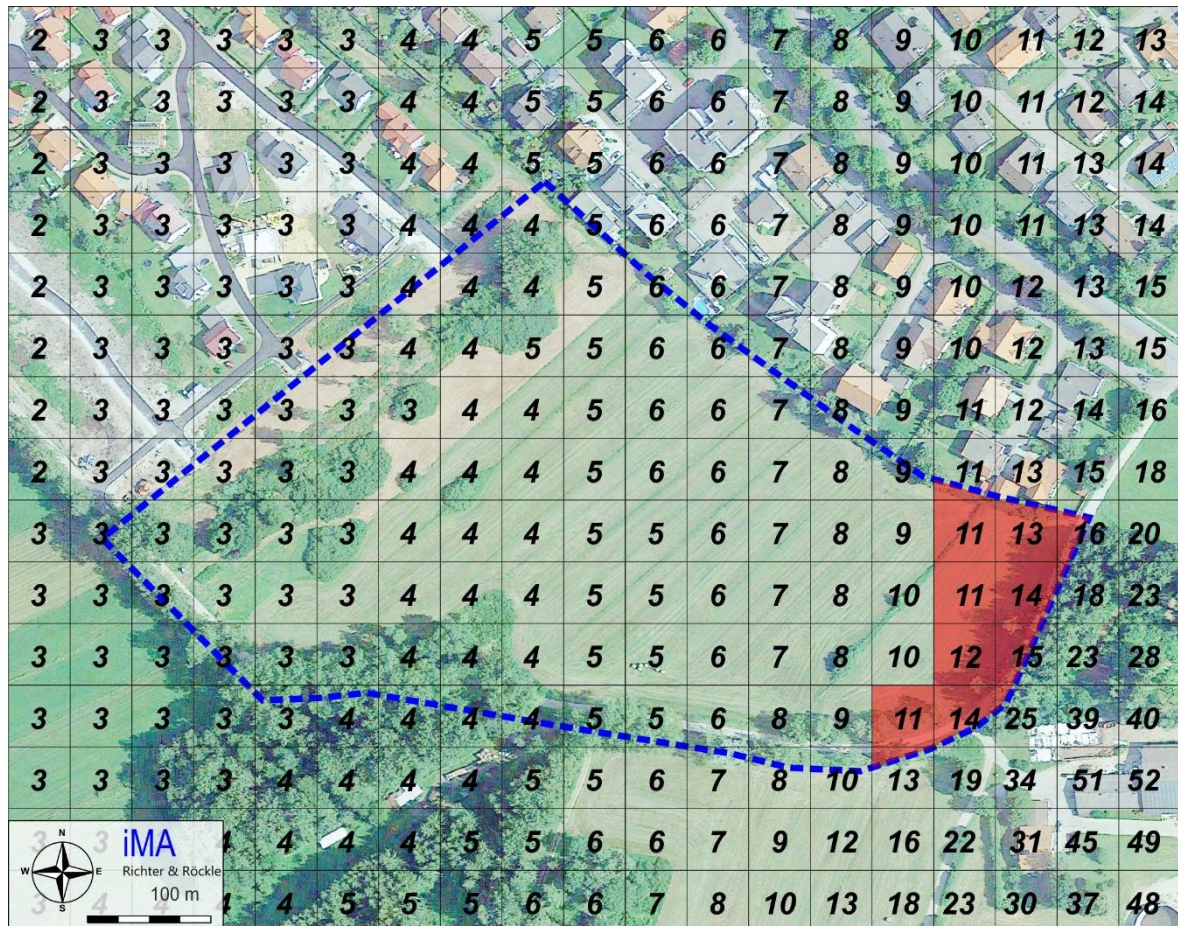 2 3 3 3 3 3 4 4 5 5 6 6 7 8 9 10 11 12 13
2 3 3 3 3 3 4 4 5 5 6 6 7 8 9 10 11 12 14
2 3 3 3 3 3 4 4 5 5 6 6 7 8 9 10 11 13 14
2 3 3 3 3 3 4 4 4 5 6 6 7 8 9 10 11 13 14
2 3 3 3 3 3 4 4 4 5 6 6 7 8 9 10 12 13 15
2 3 3 3 3 3 4 4 5 5 6 6 7 8 9 10 12 13 15
2 3 3 3 3 3 3 4 4 5 6 6 7 8 9 11 12 14 16
2 3 3 3 3 3 4 4 4 5 6 6 7 8 9 11 13 15 18
3 3 3 3 3 3 4 4 4 5 5 6 7 8 9 11 13 16 20
3 3 3 3 3 3 4 4 4 5 5 6 7 8 10 11 14 18 23
3 3 3 3 3 3 4 4 4 5 5 6 7 8 10 12 15 23 28
3 3 3 3 3 4 4 4 4 5 5 6 8 9 11 14 25 39 40
3 3 3 3 4 4 4 4 5 5 6 7 8 10 13 19 34 51 52
3 3 4 4 4 4 5 5 6 6 7 9 12 16 22 31 45 49
3 4 4 4 4 5 5 5 6 6 7 8 10 13 18 23 30 37 48
N
W E
S
iMA
Richter & Röckle
100 m